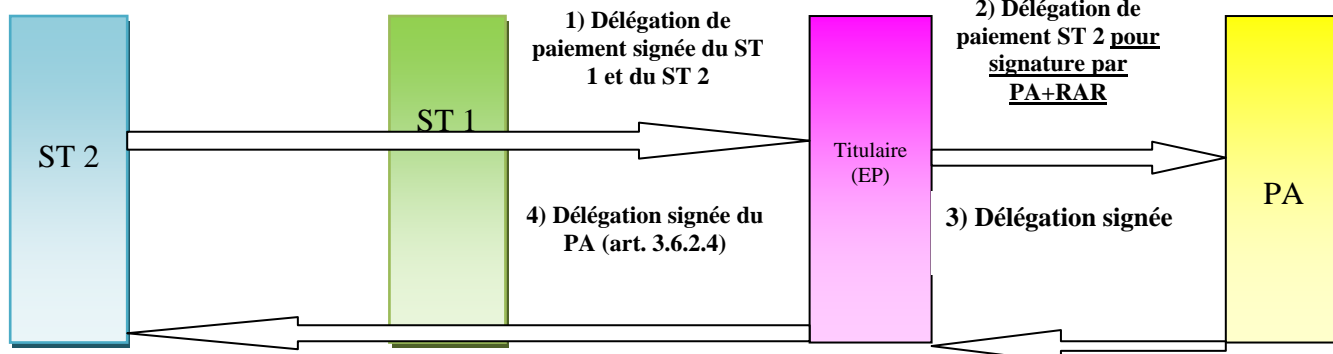 1) Délégation de
paiement signée du ST
1 et du ST 2
2) Délégation de
paiement ST 2 pour
signature par
PA+RAR
ST 2
ST 1
Titulaire
(EP)
PA
4) Délégation signée du
PA (art. 3.6.2.4)
3) Délégation signée